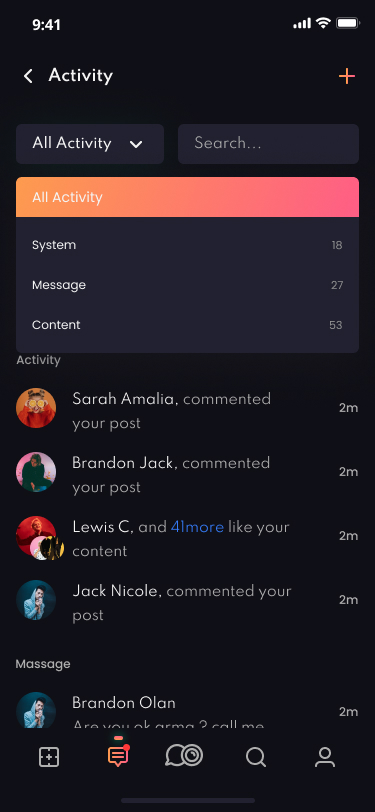 9:41
Activity
All Activity
Search...
All Activity
System 18
Message 27
Content 53
Activity
Sarah Amalia, commented
your post
2m
Brandon Jack, commented
your post
2m
Lewis C, and 41more like your
content
2m
Jack Nicole, commented your
post
2m
Massage
Brandon Olan
2m
Are you ok arma ? call me